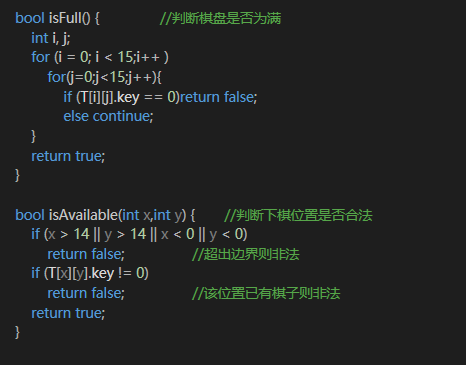 bool isFull() { //判断棋盘是否为满
int i, j;
for (i = 0; i < 15;i++ )
for(j=0;j<15;j++){
if (T[i][j].key == 0)return false;
else continue;
}
return true;
}
bool isAvailable(int x,int y) { //判断下棋位置是否合法
if (x > 14 || y > 14 || x < 0 || y < 0)
return false; //超出边界则非法
if (T[x][y].key != 0)
return false; //该位置已有棋子则非法
return true;
}